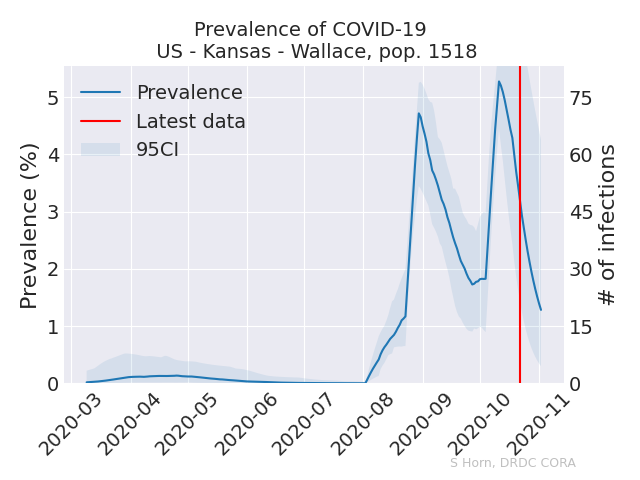 Prevalence of COVID-19
US - Kansas - Wallace, pop. 1518
Prevalence
Latest data
95CI
Prevalence (%)
5
4
3
2
1
0
# of infections
75
60
45
30
15
0
2020-03
2020-04
2020-05
2020-06
2020-07
2020-08
2020-09
2020-10
2020-11
S Horn, DRDC CORA